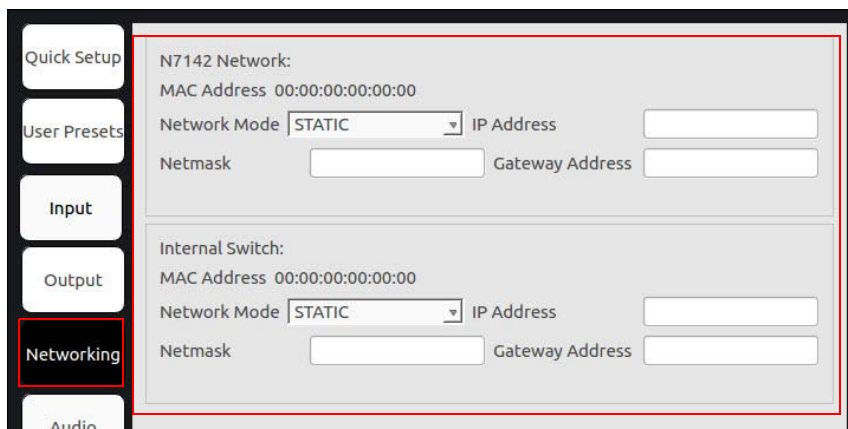 Quick Setup
User Presets
Input
Output
Networking
Audio
N7142 Network:
MAC Address 00:00:00:00:00:00
Network Mode STATIC IP Address
Netmask Gateway Address
Internal Switch:
MAC Address 00:00:00:00:00:00
Network Mode STATIC IP Address
Netmask Gateway Address